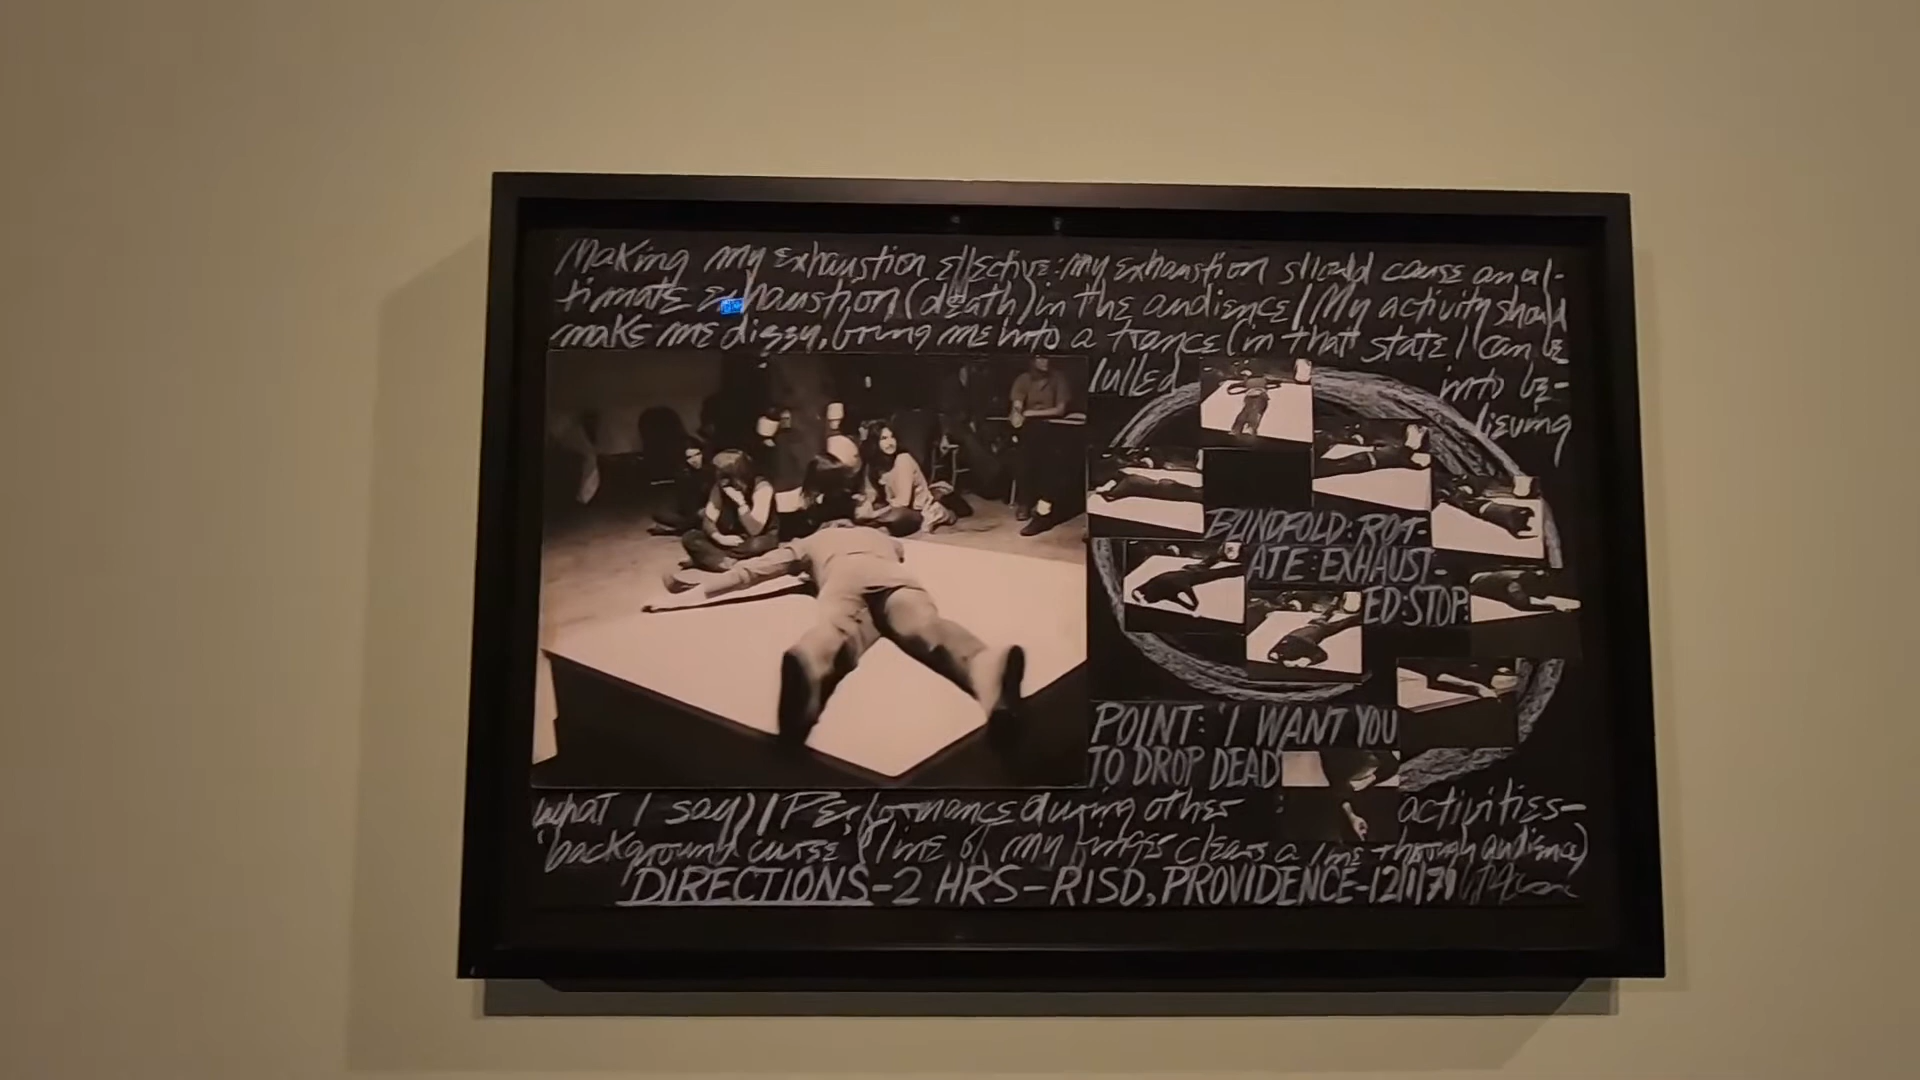 Making my exhaustion effective: my exhaustion should cause an ul-
timate exhaustion (death) in the audience / My activity should
make me dizzy, bring me into a trance (in that state I can be
lulled into be-
lieving
BLINDFOLD: ROT-
ATE: EXHAUST-
ED: STOP:
POINT: 'I WANT YOU
TO DROP DEAD
what I say) / Performance during other activities-
background curse (line of my finger clears a line through audience)
DIRECTIONS-2 HRS-RISD, PROVIDENCE-12/1/71